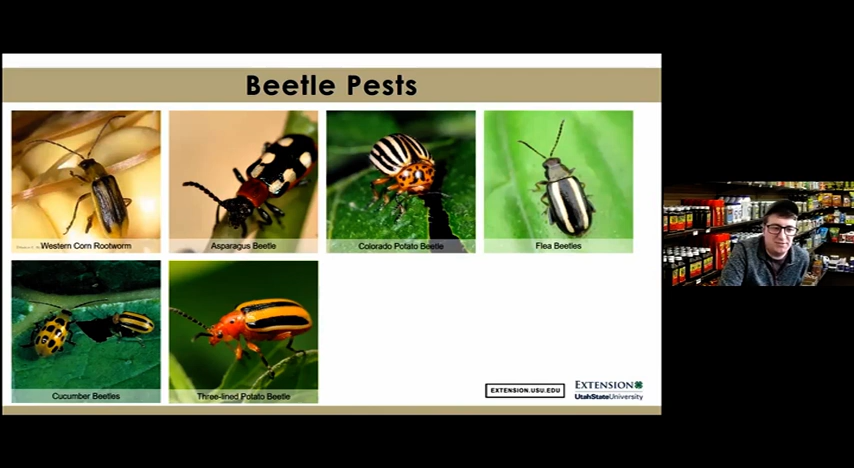 Beetle Pests
Western Corn Rootworm
Asparagus Beetle
Colorado Potato Beetle
Flea Beetles
Cucumber Beetles
Three-lined Potato Beetle
EXTENSION.USU.EDU
EXTENSION
UtahStateUniversity